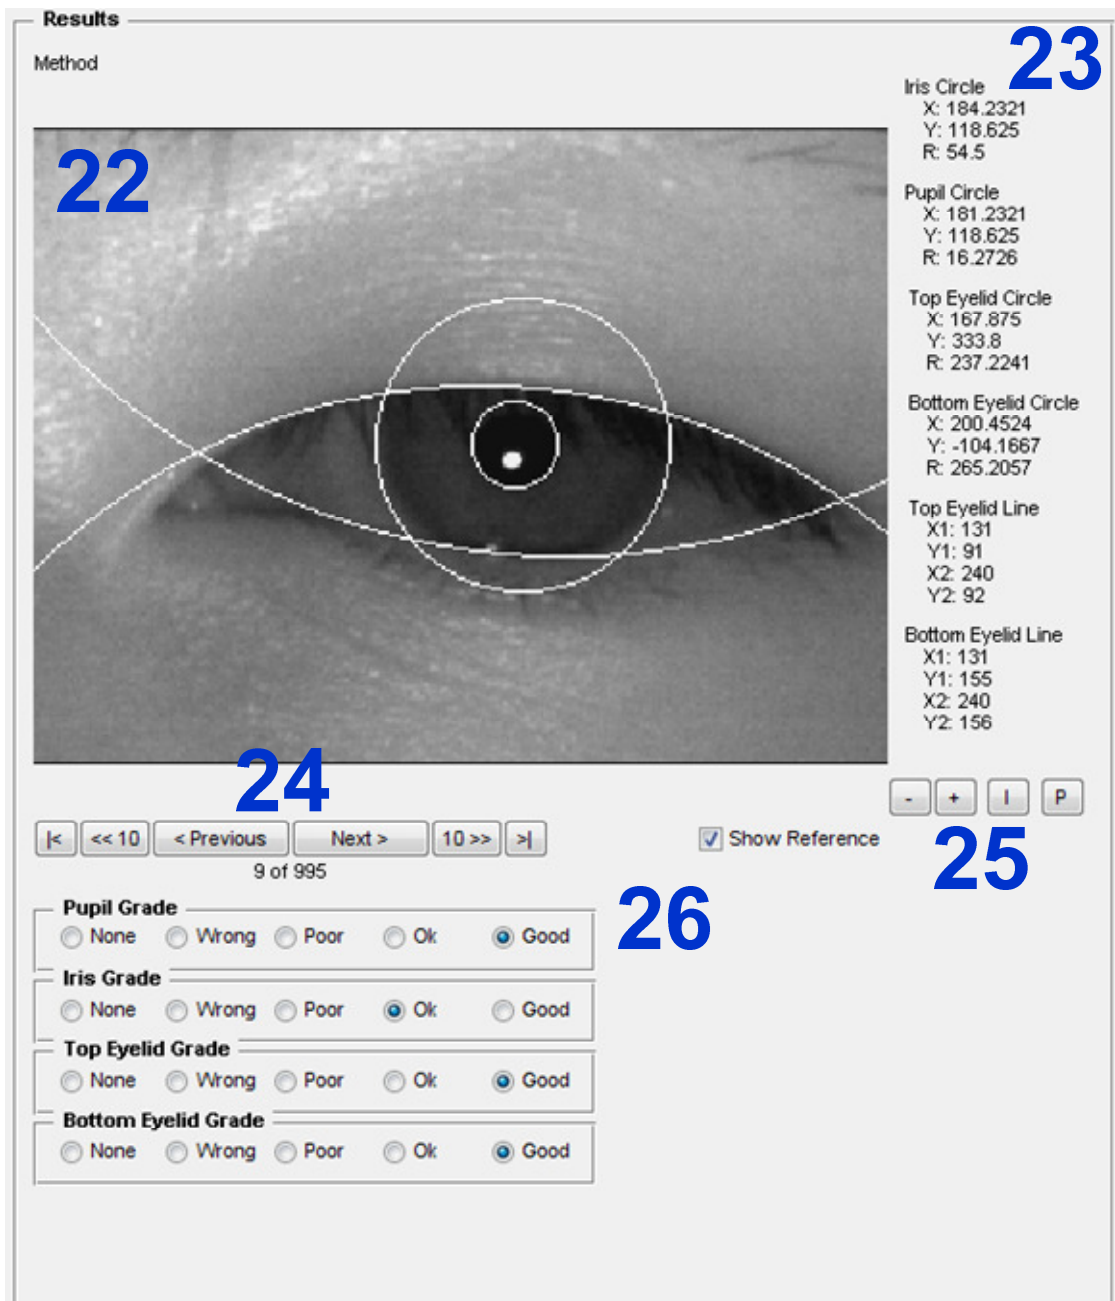 Results
Method
23
Iris Circle
X: 184.2321
Y: 118.625
R: 54.5
22
Pupil Circle
X: 181.2321
Y: 118.625
R: 16.2726
Top Eyelid Circle
X: 167.875
Y: 333.8
R: 237.2241
Bottom Eyelid Circle
X: 200.4524
Y: -104.1667
R: 265.2057
Top Eyelid Line
X1: 131
Y1: 91
X2: 240
Y2: 92
Bottom Eyelid Line
X1: 131
Y1: 155
X2: 240
Y2: 156
24
- + I P
|< << 10 < Previous Next > 10 >> >| Show Reference
25
9 of 995
26
Pupil Grade
None Wrong Poor Ok Good
Iris Grade
None Wrong Poor Ok Good
Top Eyelid Grade
None Wrong Poor Ok Good
Bottom Eyelid Grade
None Wrong Poor Ok Good